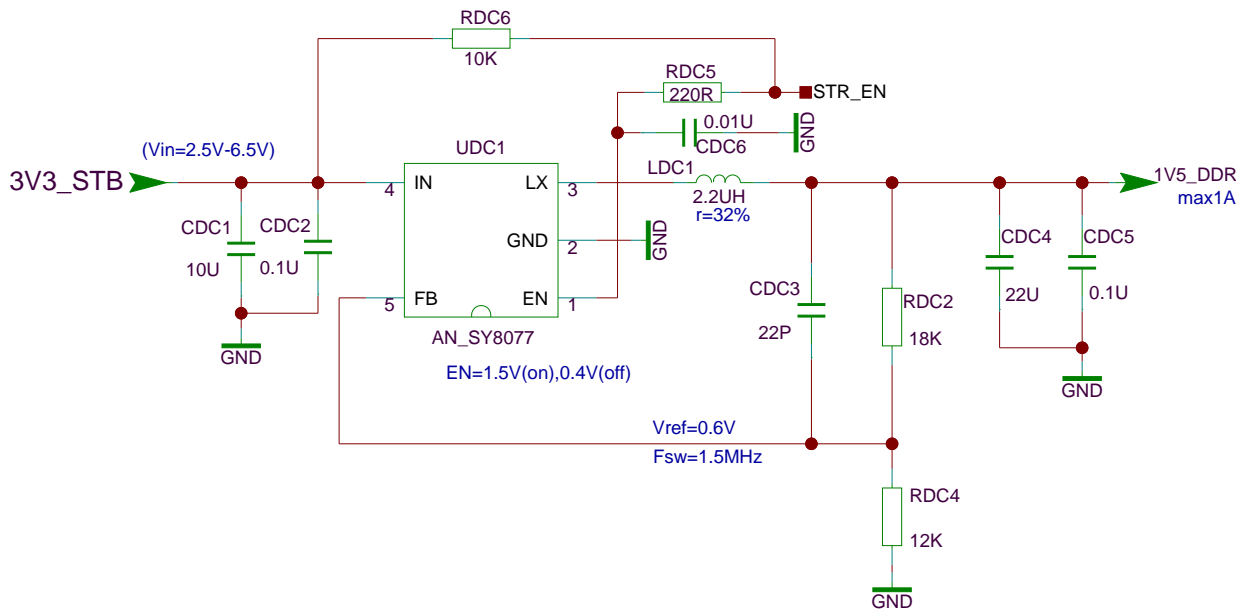 RDC6
10K
RDC5
220R
STR_EN
0.01U
CDC6
GND
(Vin=2.5V-6.5V)
UDC1
LDC1
3V3_STB
4
IN
LX
3
2.2UH
r=32%
1V5_DDR
max1A
CDC1
10U
CDC2
0.1U
GND
2
GND
CDC4
22U
CDC5
0.1U
5
FB
EN
1
CDC3
22P
RDC2
18K
AN_SY8077
GND
EN=1.5V(on),0.4V(off)
GND
Vref=0.6V
Fsw=1.5MHz
RDC4
12K
GND